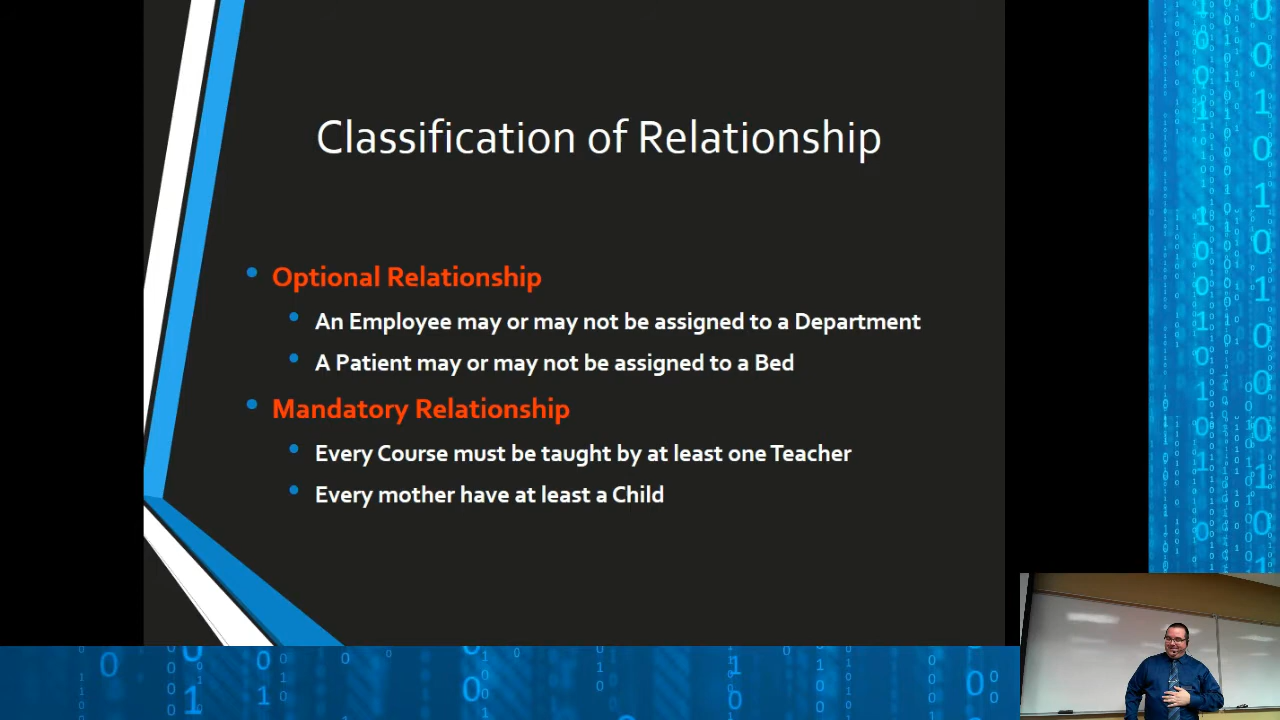 Classification of Relationship
Optional Relationship
An Employee may or may not be assigned to a Department
A Patient may or may not be assigned to a Bed
Mandatory Relationship
Every Course must be taught by at least one Teacher
Every mother have at least a Child